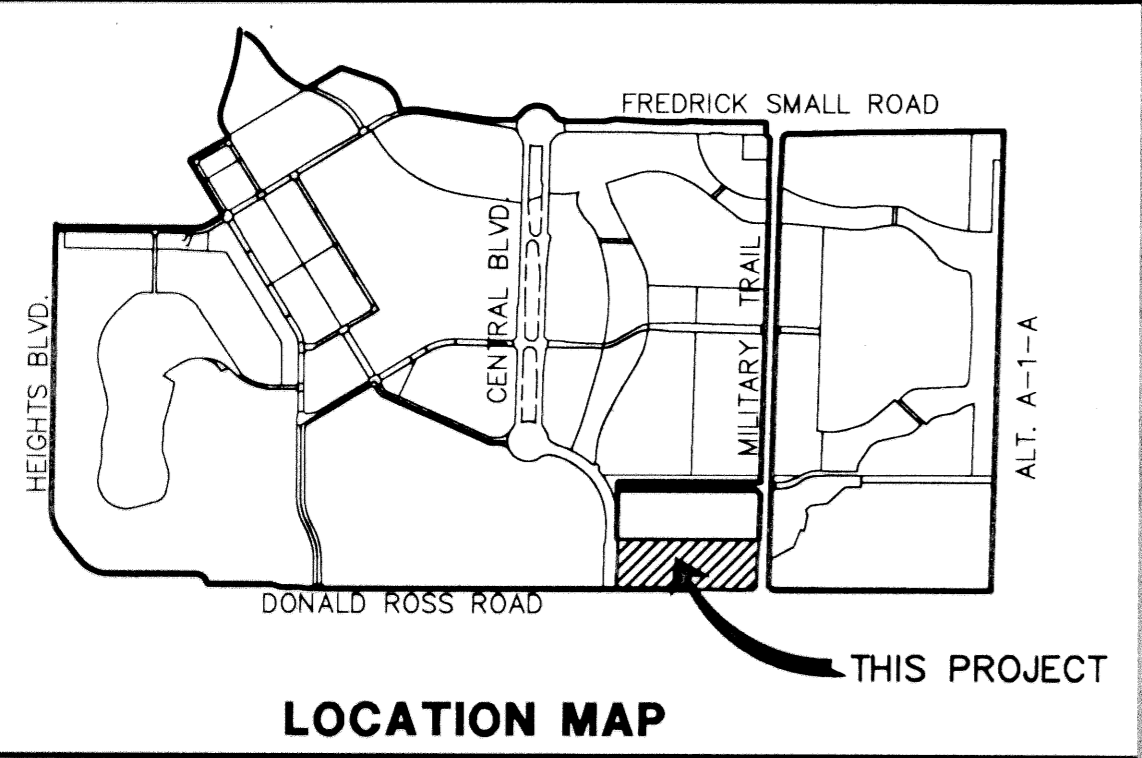 FREDRICK SMALL ROAD
HEIGHTS BLVD.
CENTRAL BLVD.
MILITARY TRAIL
ALT. A-1-A
DONALD ROSS ROAD
THIS PROJECT
LOCATION MAP